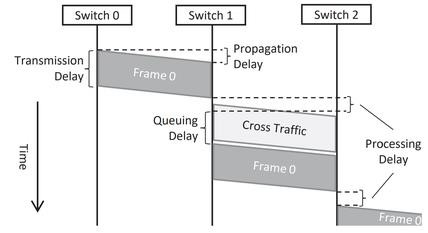 Switch 0
Switch 1
Switch 2
Transmission
Delay
Propagation
Delay
Frame 0
Queuing
Delay
Cross Traffic
Processing
Delay
Frame 0
Time
Frame 0